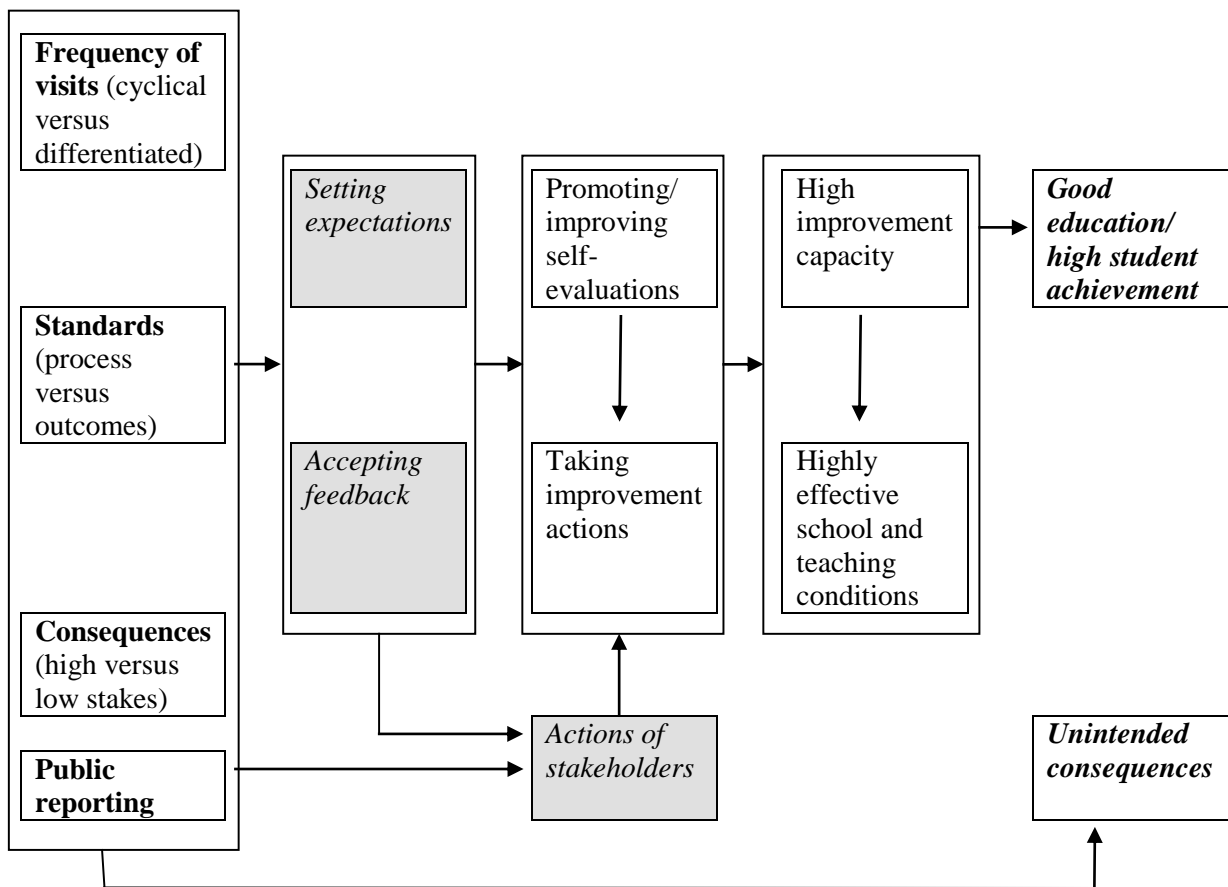 Frequency of
visits (cyclical
versus
differentiated)
Standards
(process
versus
outcomes)
Consequences
(high versus
low stakes)
Public
reporting
Setting
expectations
Accepting
feedback
Promoting/
improving
self-
evaluations
Taking
improvement
actions
Actions of
stakeholders
High
improvement
capacity
Highly
effective
school and
teaching
conditions
Good
education/
high student
achievement
Unintended
consequences